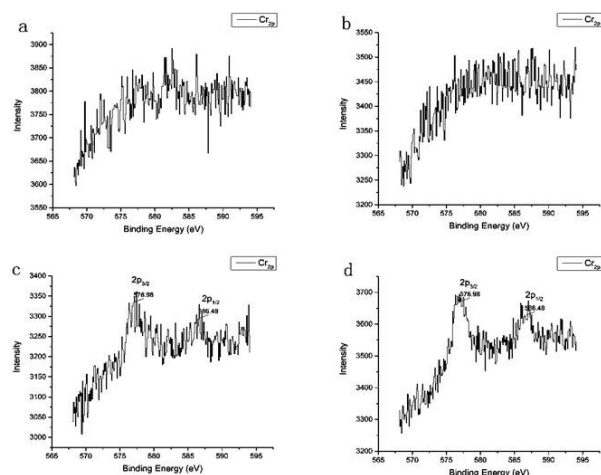 a
Cr2p
3900
3850
3800
3750
3700
3650
3600
3550
Intensity
565 570 575 580 585 590 595
Binding Energy (eV)
b
Cr2p
3550
3500
3450
3400
3350
3300
3250
3200
Intensity
565 570 575 580 585 590 595
Binding Energy (eV)
c
Cr2p
2p3/2
576.98
2p1/2
586.48
3400
3350
3300
3250
3200
3150
3100
3050
3000
Intensity
565 570 575 580 585 590 595
Binding Energy (eV)
d
Cr2p
2p3/2
576.98
2p1/2
586.48
3800
3700
3600
3500
3400
3300
3200
Intensity
565 570 575 580 585 590 595
Binding Energy (eV)